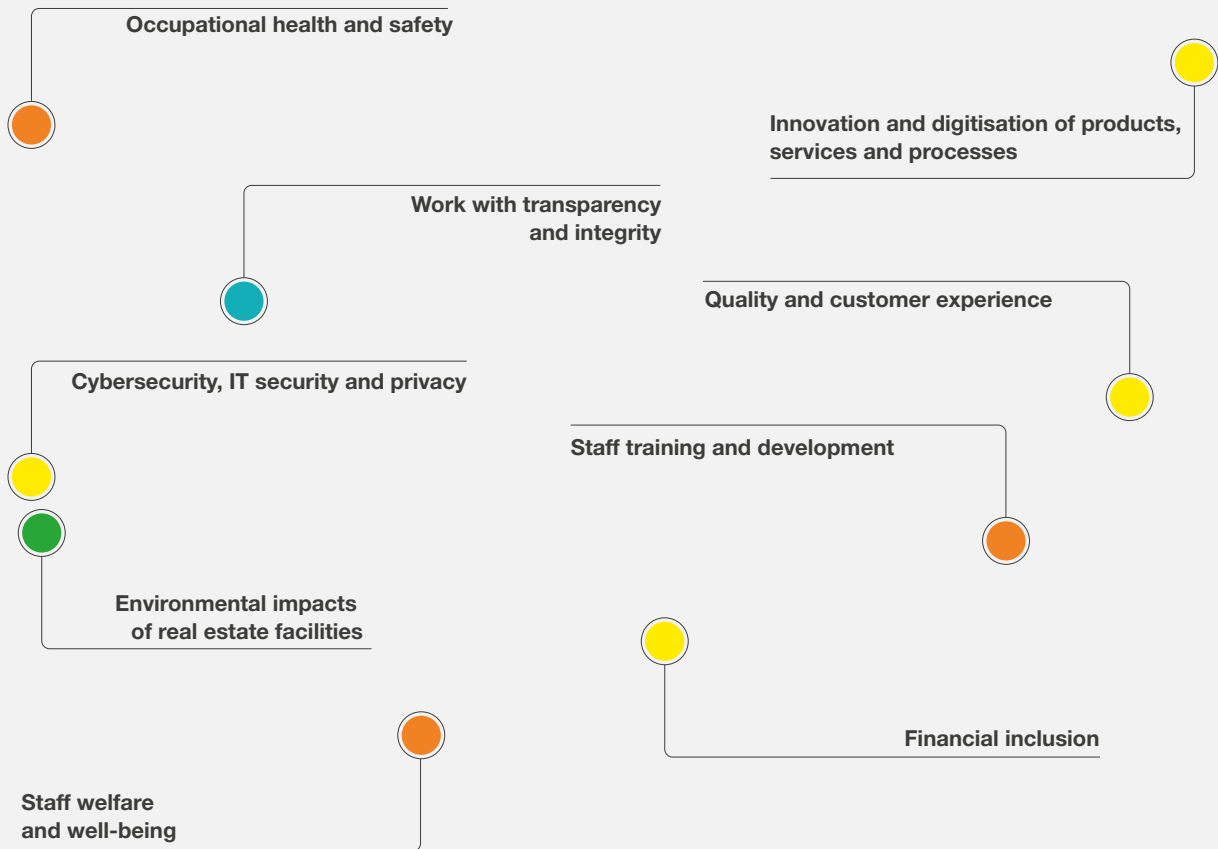 Occupational health and safety
Innovation and digitisation of products,
services and processes
Work with transparency
and integrity
Quality and customer experience
Cybersecurity, IT security and privacy
Staff training and development
Environmental impacts
of real estate facilities
Financial inclusion
Staff welfare
and well-being